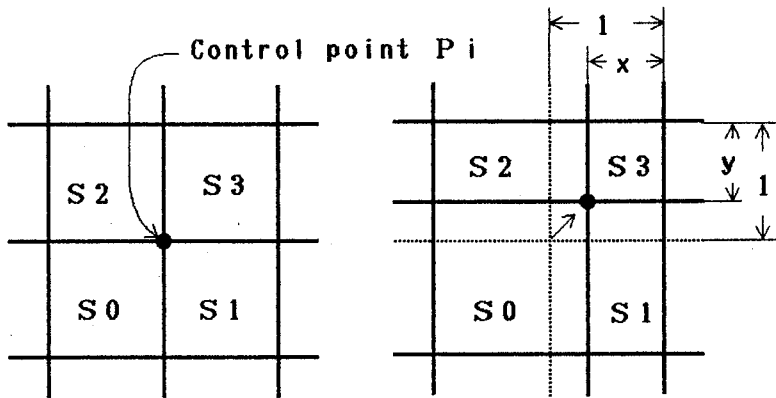 Control point Pi
S2
S3
S0
S1
1
x
S2
S3
y
1
S0
S1